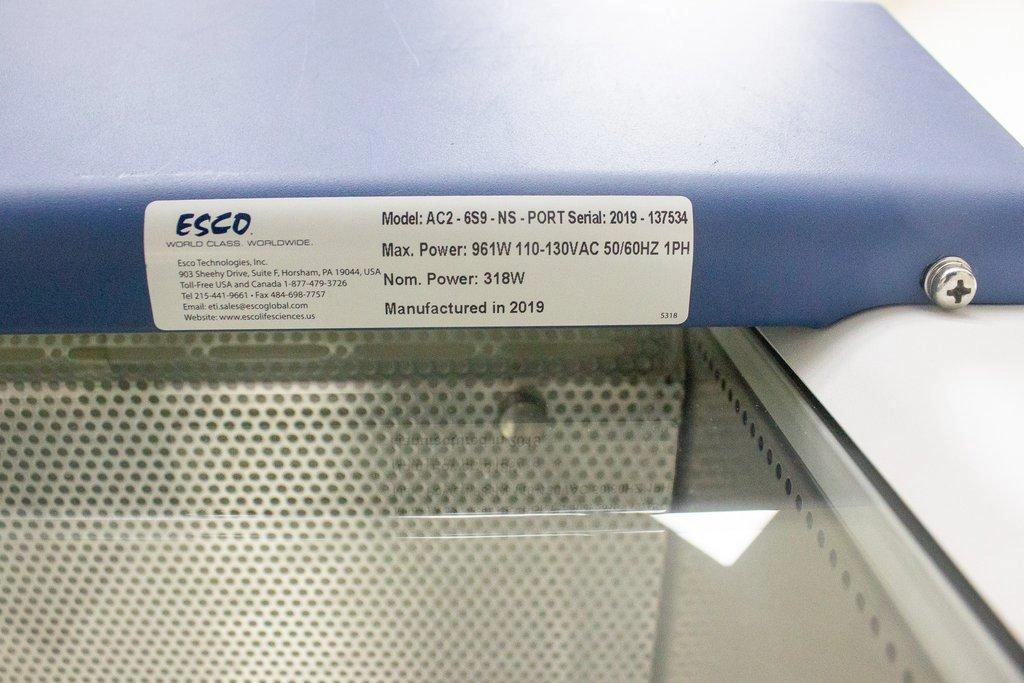 ESCO.
WORLD CLASS. WORLDWIDE.
Esco Technologies, Inc.
903 Sheehy Drive, Suite F, Horsham, PA 19044, USA
Toll-Free USA and Canada 1-877-479-3726
Tel 215-441-9661 • Fax 484-698-7757
Email: eti.sales@escoglobal.com
Website: www.escolifesciences.us
Model: AC2 - 6S9 - NS - PORT Serial: 2019 - 137534
Max. Power: 961W 110-130VAC 50/60HZ 1PH
Nom. Power: 318W
Manufactured in 2019
5318